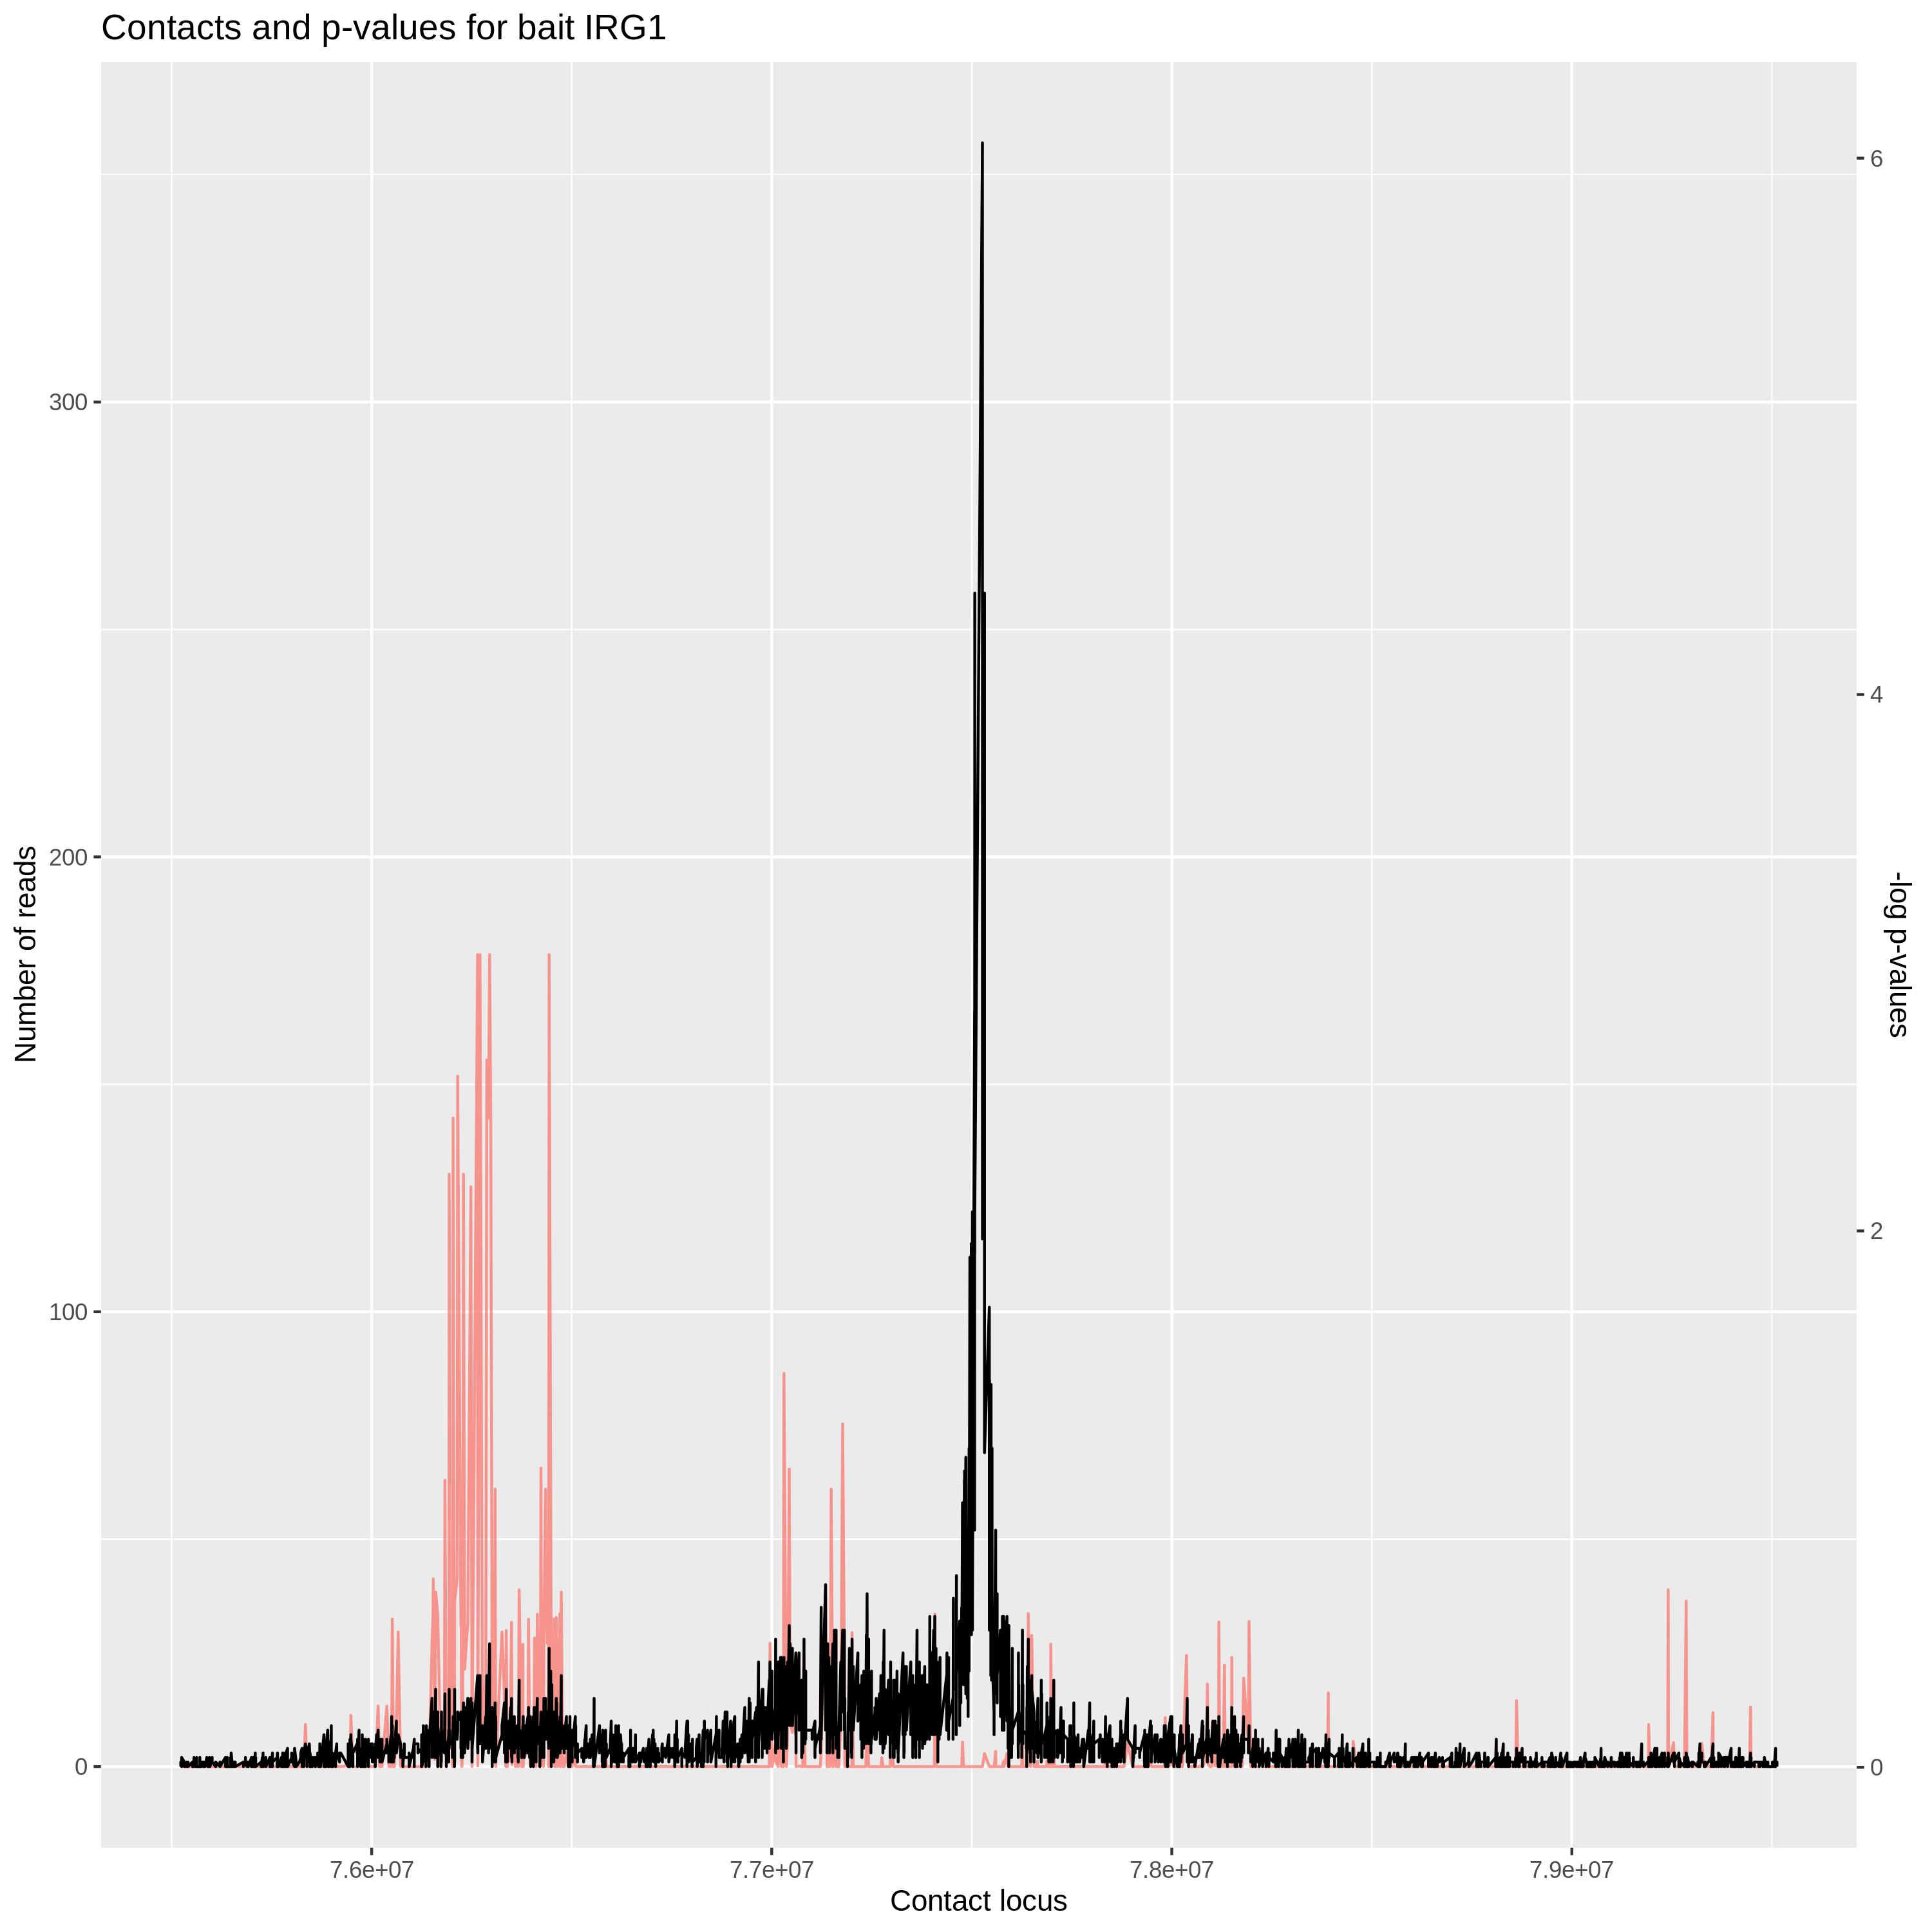 Contacts and p-values for bait IRG1
300
200
100
0
Number of reads
6
4
2
0
-log p-values
7.6e+07
7.7e+07
7.8e+07
7.9e+07
Contact locus